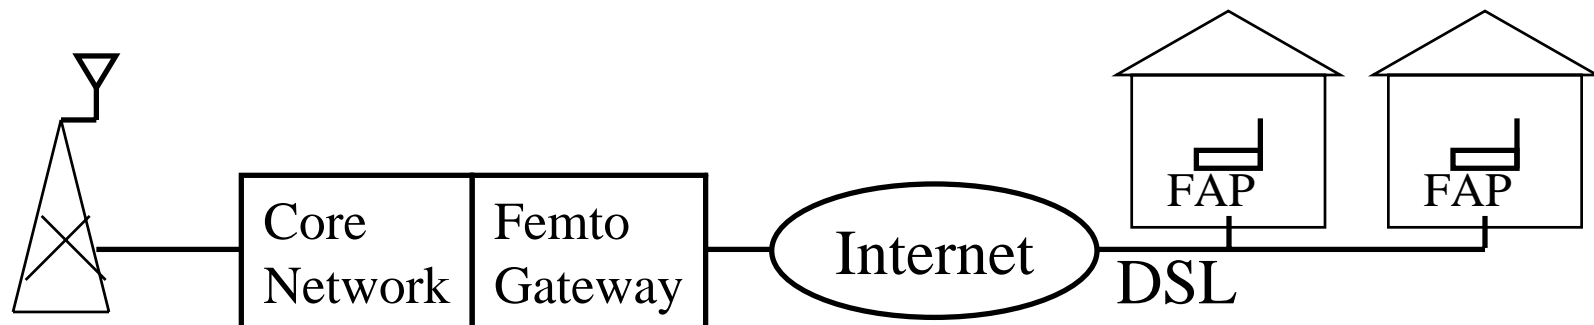 Core
Network
Femto
Gateway
Internet
DSL
FAP
FAP